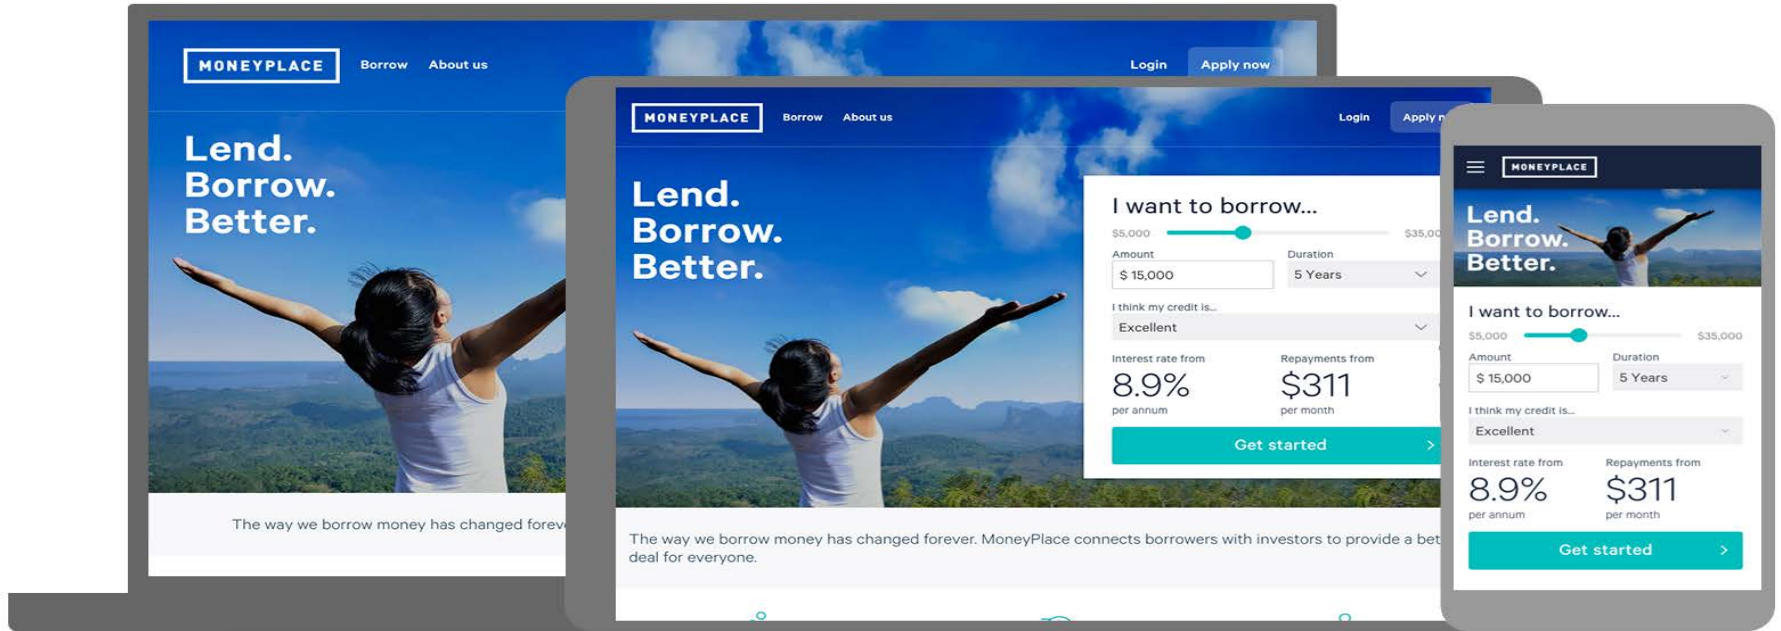 MONEYPLACE
Borrow
About us
Login
Apply now
Lend.
Borrow.
Better.
The way we borrow money has changed
MONEYPLACE
Borrow
About us
Login
Apply
Lend.
Borrow.
Better.
I want to borrow...
$5,000
Amount
Duration
$ 15,000
5 Years
I think my credit is...
Excellent
Interest rate from
Repayments from
8.9%
$311
per annum
per month
Get started
The way we borrow money has changed forever. MoneyPlace connects borrowers with investors to provide a
deal for everyone.
MONEYPLACE
Lend.
Borrow.
Better.
I want to borrow...
$5,000
$35,000
Amount
Duration
$ 15,000
5 Years
I think my credit is...
Excellent
Interest rate from
Repayments from
8.9%
$311
per annum
per month
Get started